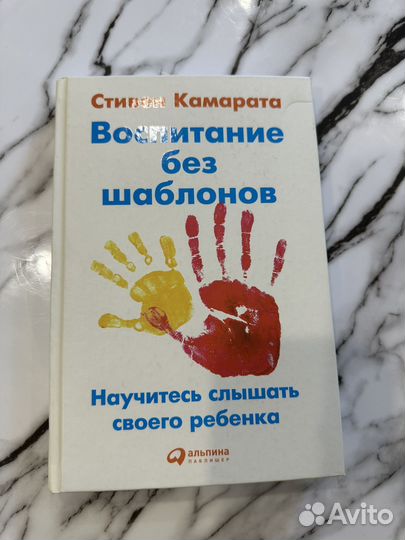 Стивен Камарата
Воспитание
без
шаблонов
Научитесь слышать
своего ребенка
альпина
ПАБЛИШЕР
Avito